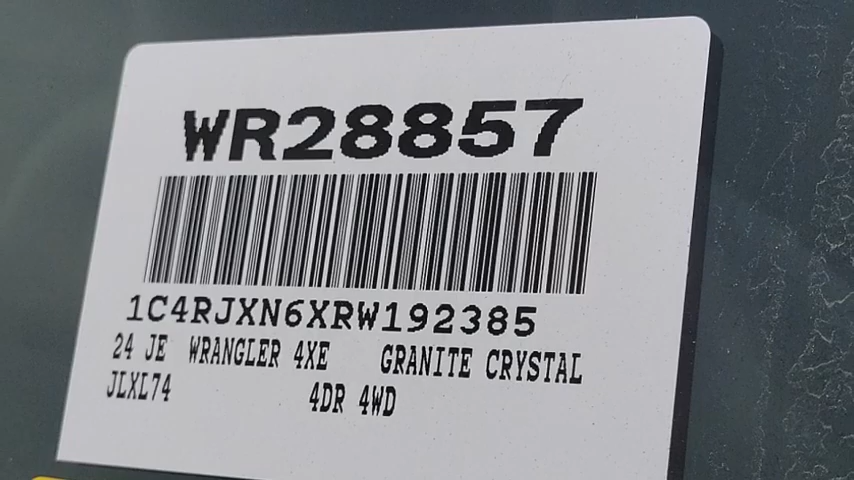 WR28857
1C4RJXN6XRW192385
24 JE WRANGLER 4XE GRANITE CRYSTAL
JLXL74 4DR 4WD